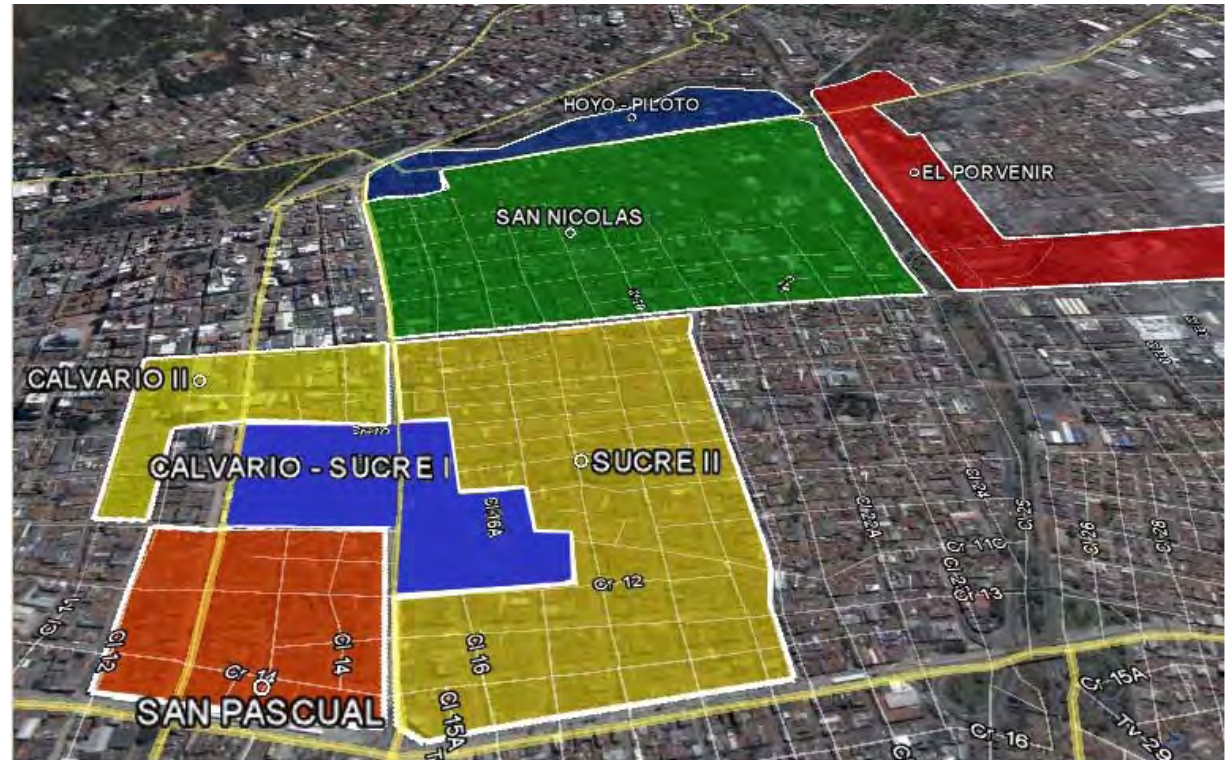 HOYO - PILOTO
EL PORVENIR
SAN NICOLAS
CALVARIO II
CALVARIO - SUCRE I
SUCRE II
Cl 16A
Cl 22A
Cl 24
Cl 25
Cl 26
Cl 28
Cr 11C
Cr 12
Cr 13
Cl 12
Cl 14
Cl 16
Cr 14
SAN PASCUAL
Cl 15A
Cr 15A
Cr 16
Tv 29